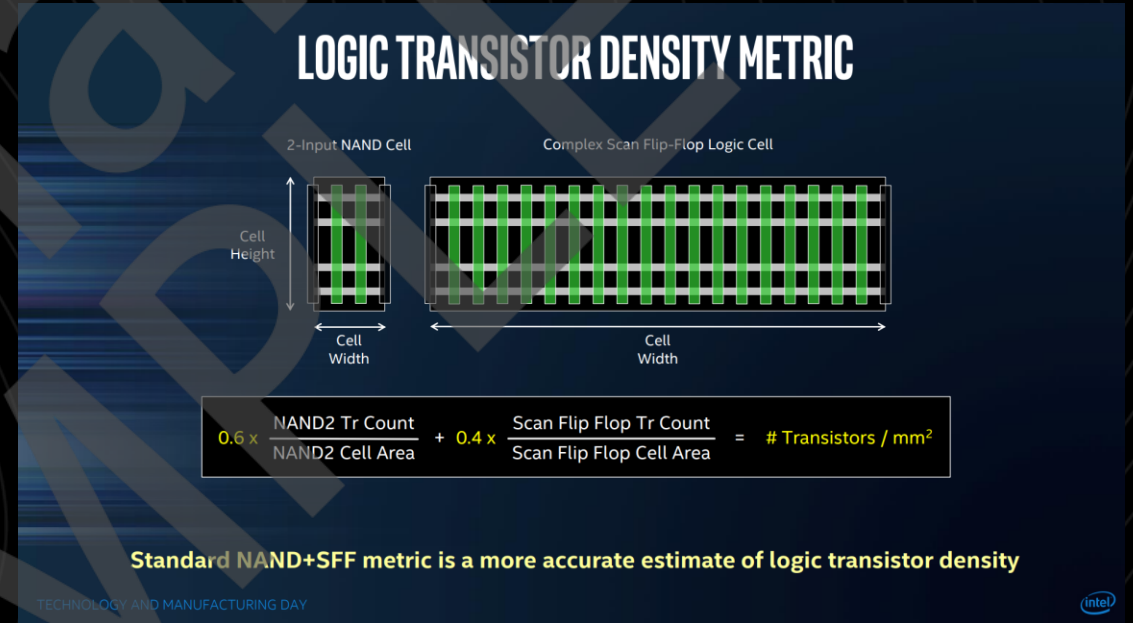 LOGIC TRANSISTOR DENSITY METRIC
2-Input NAND Cell
Complex Scan Flip-Flop Logic Cell
Cell
Height
Cell
Width
Cell
Width
0.6 x NAND2 Tr Count / NAND2 Cell Area + 0.4 x Scan Flip Flop Tr Count / Scan Flip Flop Cell Area = # Transistors / mm²
Standard NAND+SFF metric is a more accurate estimate of logic transistor density
TECHNOLOGY AND MANUFACTURING DAY
intel